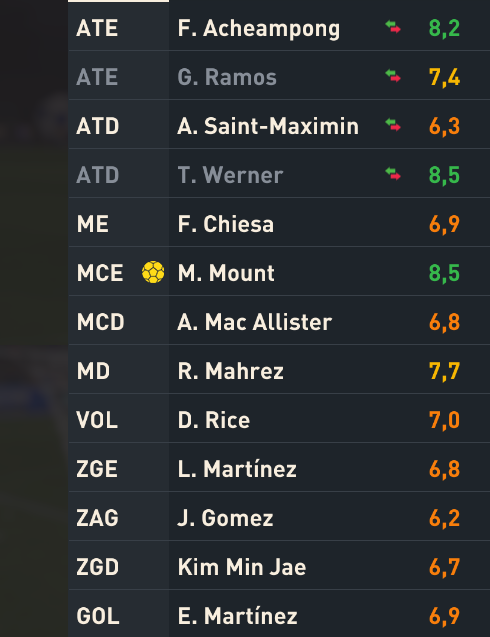 ATE F. Acheampong 8,2
ATE G. Ramos 7,4
ATD A. Saint-Maximin 6,3
ATD T. Werner 8,5
ME F. Chiesa 6,9
MCE M. Mount 8,5
MCD A. Mac Allister 6,8
MD R. Mahrez 7,7
VOL D. Rice 7,0
ZGE L. Martínez 6,8
ZAG J. Gomez 6,2
ZGD Kim Min Jae 6,7
GOL E. Martínez 6,9